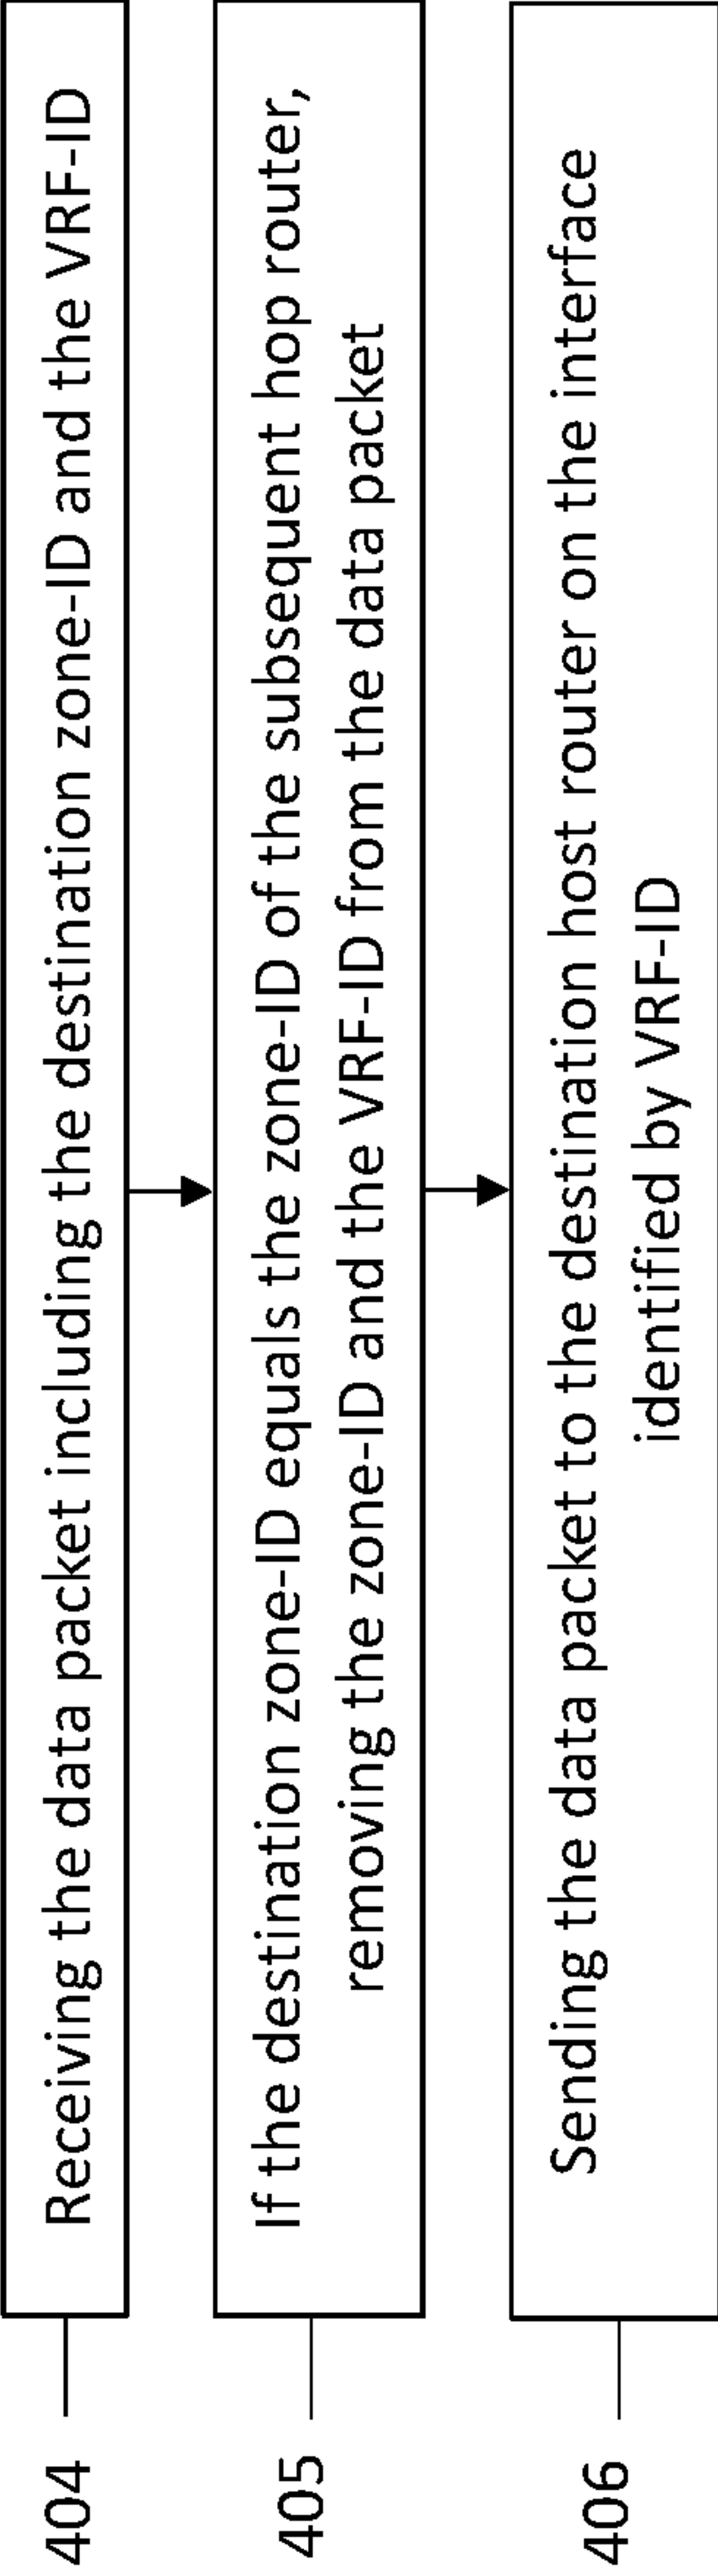 404
Receiving the data packet including the destination zone-ID and the VRF-ID
405
If the destination zone-ID equals the zone-ID of the subsequent hop router,
removing the zone-ID and the VRF-ID from the data packet
406
Sending the data packet to the destination host router on the interface
identified by VRF-ID